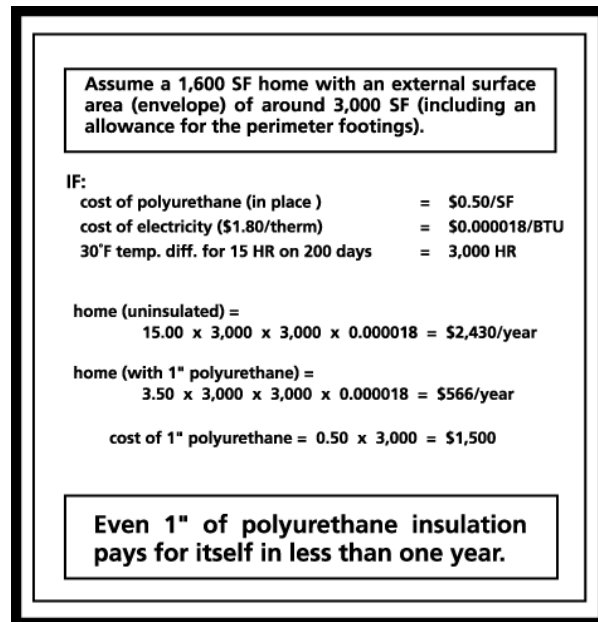 Assume a 1,600 SF home with an external surface
area (envelope) of around 3,000 SF (including an
allowance for the perimeter footings).
IF:
cost of polyurethane (in place ) = $0.50/SF
cost of electricity ($1.80/therm) = $0.000018/BTU
30˚F temp. diff. for 15 HR on 200 days = 3,000 HR
home (uninsulated) =
15.00 x 3,000 x 3,000 x 0.000018 = $2,430/year
home (with 1" polyurethane) =
3.50 x 3,000 x 3,000 x 0.000018 = $566/year
cost of 1" polyurethane = 0.50 x 3,000 = $1,500
Even 1" of polyurethane insulation
pays for itself in less than one year.